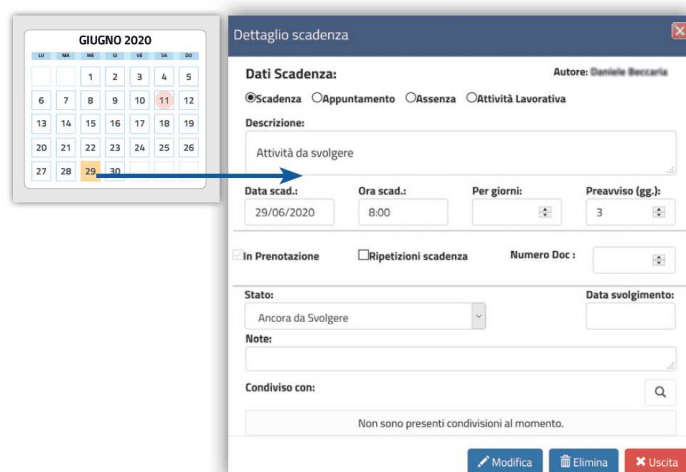 GIUGNO 2020
LU MA ME GI VE SA DO
1 2 3 4 5
6 7 8 9 10 11 12
13 14 15 16 17 18 19
20 21 22 23 24 25 26
27 28 29 30
Dettaglio scadenza
Dati Scadenza:
Autore: Daniele Beccaria
Scadenza Appuntamento Assenza Attività Lavorativa
Descrizione:
Attività da svolgere
Data scad.: Ora scad.: Per giorni: Preavviso (gg.):
29/06/2020 8:00 3
In Prenotazione Ripetizioni scadenza Numero Doc :
Stato: Data svolgimento:
Ancora da Svolgere
Note:
Condiviso con:
Non sono presenti condivisioni al momento.
Modifica Elimina Uscita